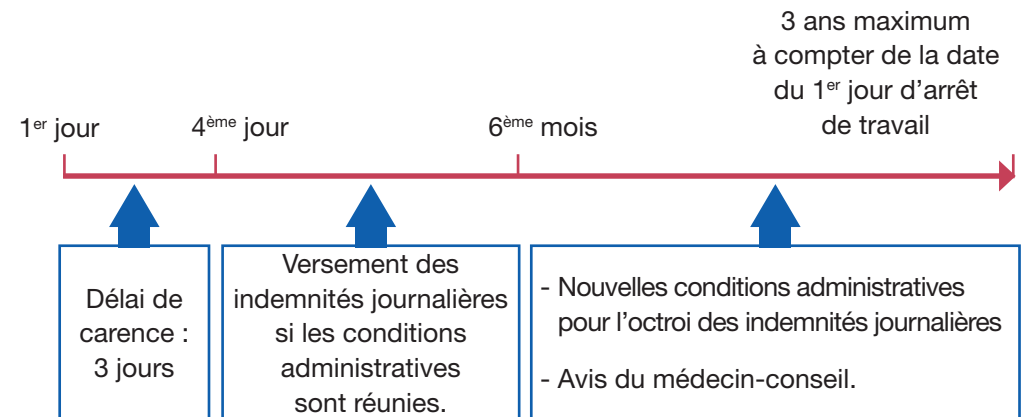 3 ans maximum
à compter de la date
du 1er jour d’arrêt
de travail
1er jour
4ème jour
6ème mois
Délai de
carence :
3 jours
Versement des
indemnités journalières
si les conditions
administratives
sont réunies.
- Nouvelles conditions administratives
pour l’octroi des indemnités journalières
- Avis du médecin-conseil.